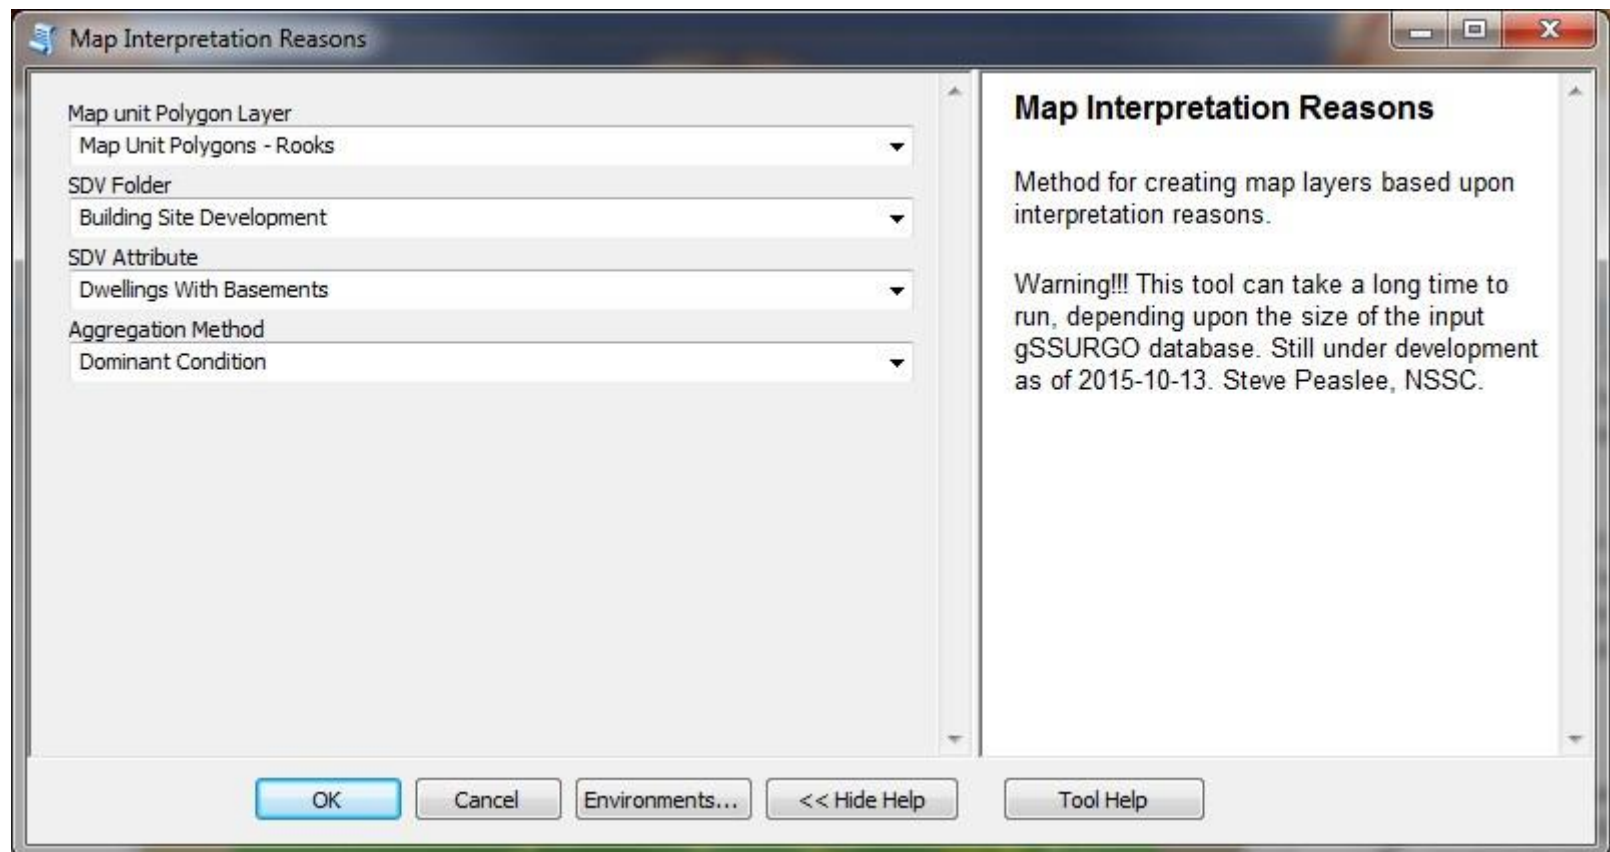 Map Interpretation Reasons
Map unit Polygon Layer
Map Unit Polygons - Rooks
SDV Folder
Building Site Development
SDV Attribute
Dwellings With Basements
Aggregation Method
Dominant Condition
Map Interpretation Reasons
Method for creating map layers based upon
interpretation reasons.
Warning!!! This tool can take a long time to
run, depending upon the size of the input
gSSURGO database. Still under development
as of 2015-10-13. Steve Peaslee, NSSC.
OK
Cancel
Environments...
<< Hide Help
Tool Help